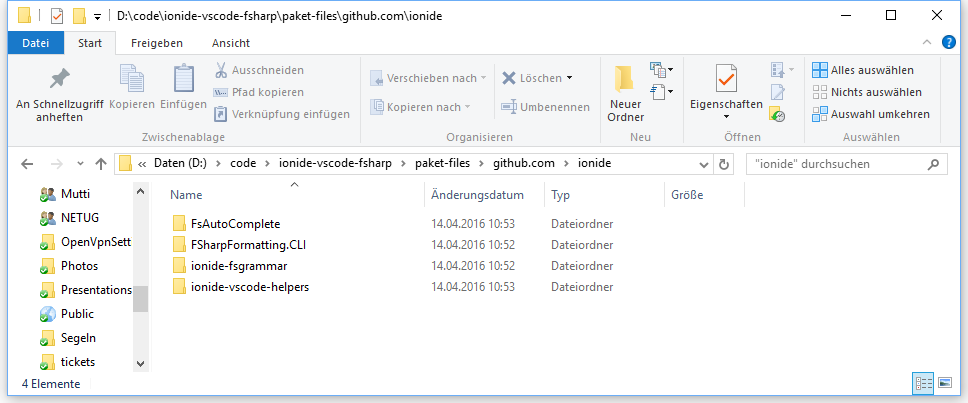 D:\code\ionide-vscode-fsharp\paket-files\github.com\ionide
Datei Start Freigeben Ansicht
An Schnellzugriff anheften
Kopieren
Einfügen
Ausschneiden
Pfad kopieren
Verknüpfung einfügen
Zwischenablage
Verschieben nach
Kopieren nach
Löschen
Umbenennen
Organisieren
Neuer Ordner
Neu
Eigenschaften
Öffnen
Alles auswählen
Nichts auswählen
Auswahl umkehren
Auswählen
« Daten (D:) > code > ionide-vscode-fsharp > paket-files > github.com > ionide
"ionide" durchsuchen
Mutti
NETUG
OpenVpnSett
Photos
Presentations
Public
Segeln
tickets
Name Änderungsdatum Typ Größe
FsAutoComplete 14.04.2016 10:53 Dateiordner
FSharpFormatting.CLI 14.04.2016 10:52 Dateiordner
ionide-fsgrammar 14.04.2016 10:52 Dateiordner
ionide-vscode-helpers 14.04.2016 10:53 Dateiordner
4 Elemente